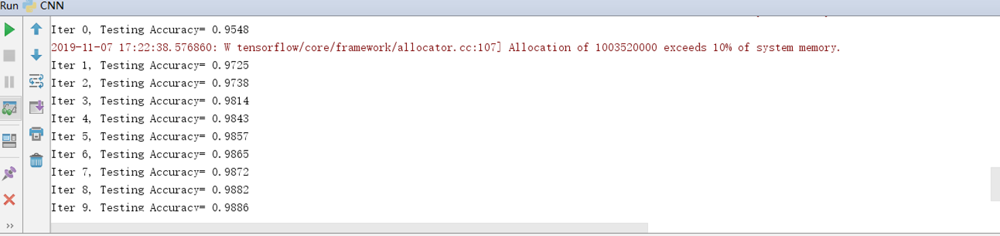 Run CNN
Iter 0, Testing Accuracy= 0.9548
2019-11-07 17:22:38.576860: W tensorflow/core/framework/allocator.cc:107] Allocation of 1003520000 exceeds 10% of system memory.
Iter 1, Testing Accuracy= 0.9725
Iter 2, Testing Accuracy= 0.9738
Iter 3, Testing Accuracy= 0.9814
Iter 4, Testing Accuracy= 0.9843
Iter 5, Testing Accuracy= 0.9857
Iter 6, Testing Accuracy= 0.9865
Iter 7, Testing Accuracy= 0.9872
Iter 8, Testing Accuracy= 0.9882
Iter 9, Testing Accuracy= 0.9886